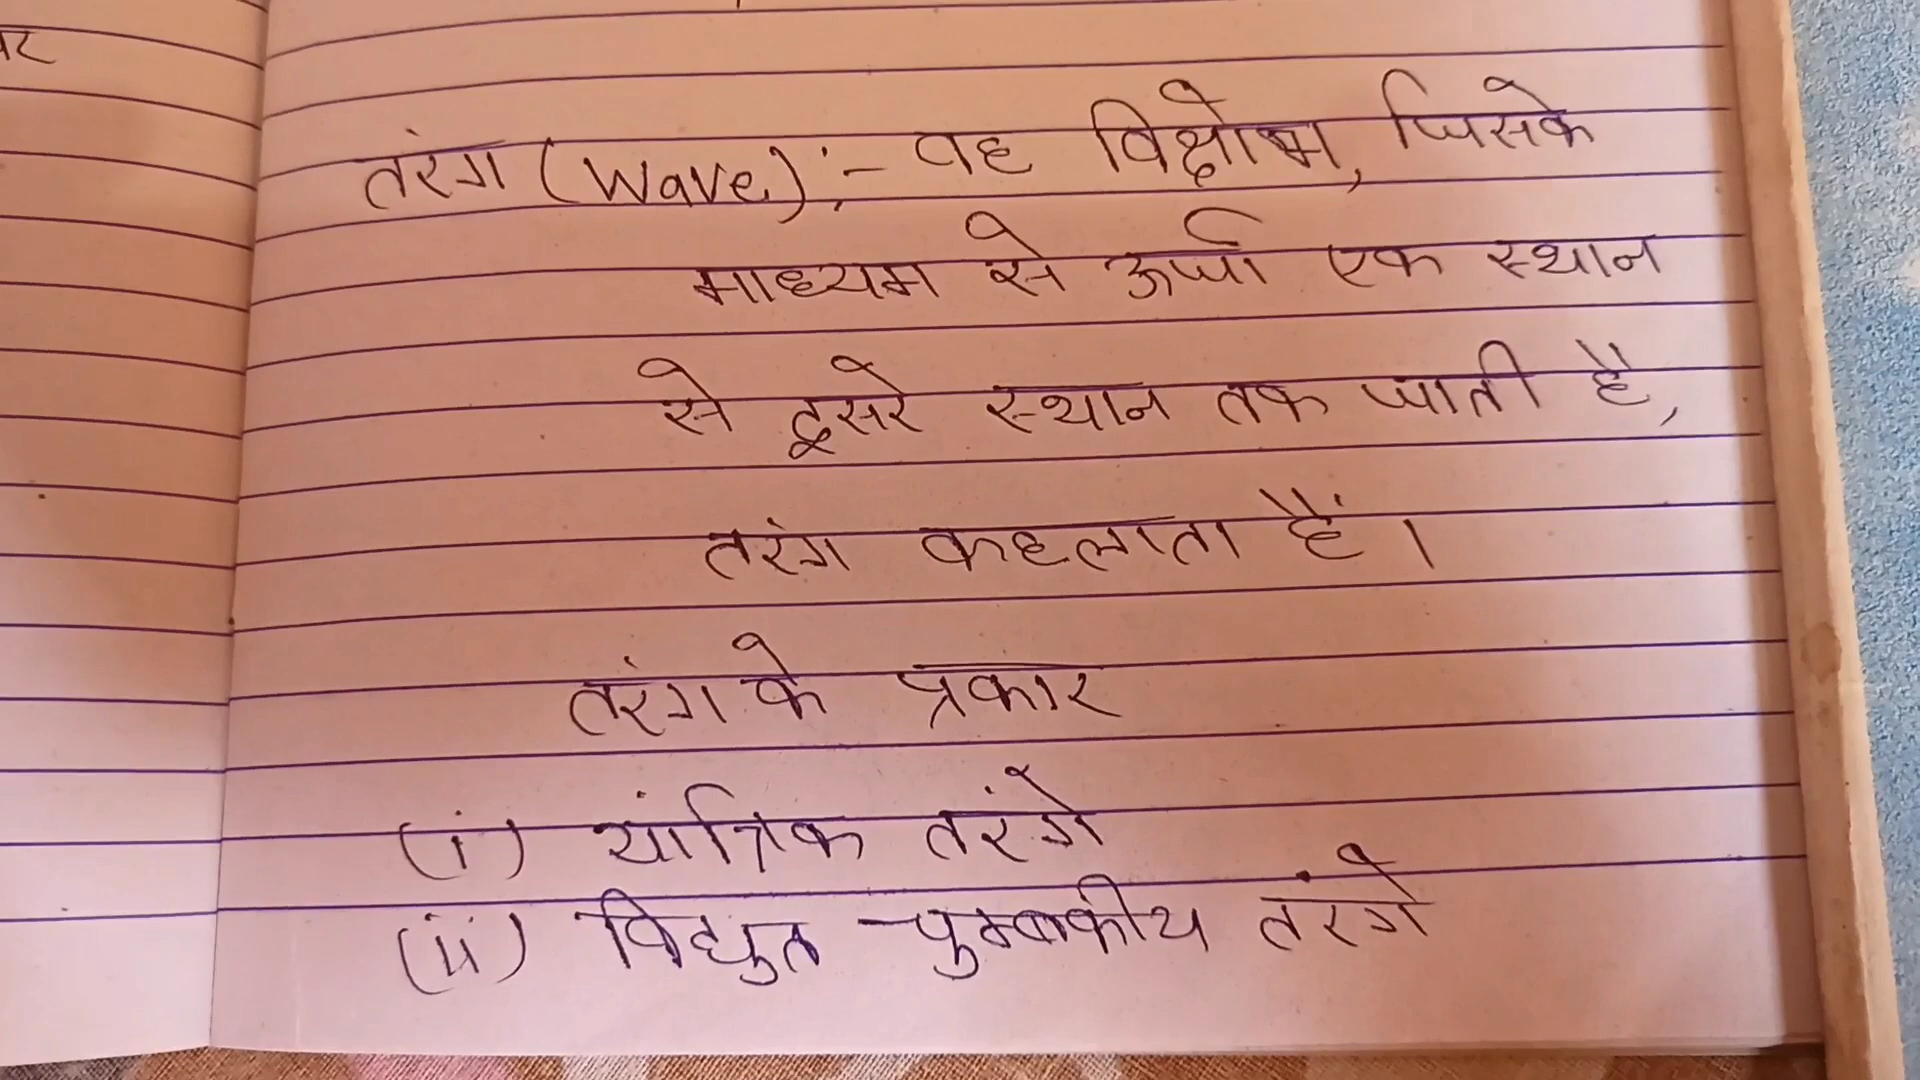 तरंग (Wave):- वह विक्षोभ, जिसके
माध्यम से ऊर्जा एक स्थान
से दूसरे स्थान तक जाती है,
तरंग कहलाता हैं।
तरंग के प्रकार
(i) यांत्रिक तरंगे
(ii) विद्युत चुम्बकीय तरंगे